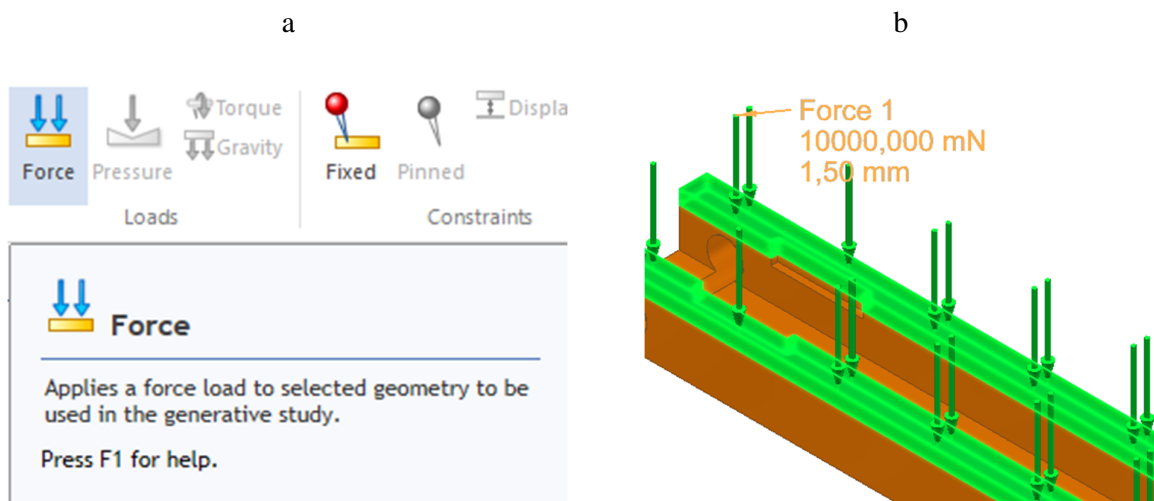 a
b
Force
Pressure
Torque
Gravity
Loads
Fixed
Pinned
Displa
Constraints
Force
Applies a force load to selected geometry to be
used in the generative study.
Press F1 for help.
Force 1
10000,000 mN
1,50 mm